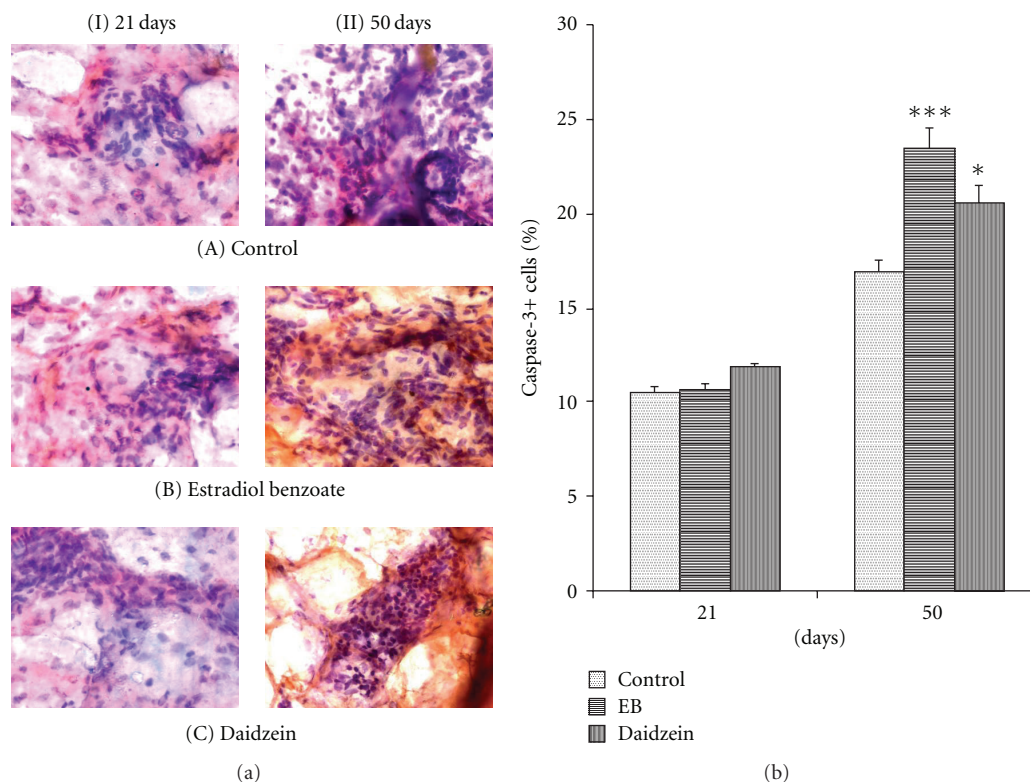 (I) 21 days
(II) 50 days
(A) Control
(B) Estradiol benzoate
(C) Daidzein
(a)
30
25
20
15
10
5
0
Caspase-3+ cells (%)
***
*
21
50
(days)
Control
EB
Daidzein
(b)